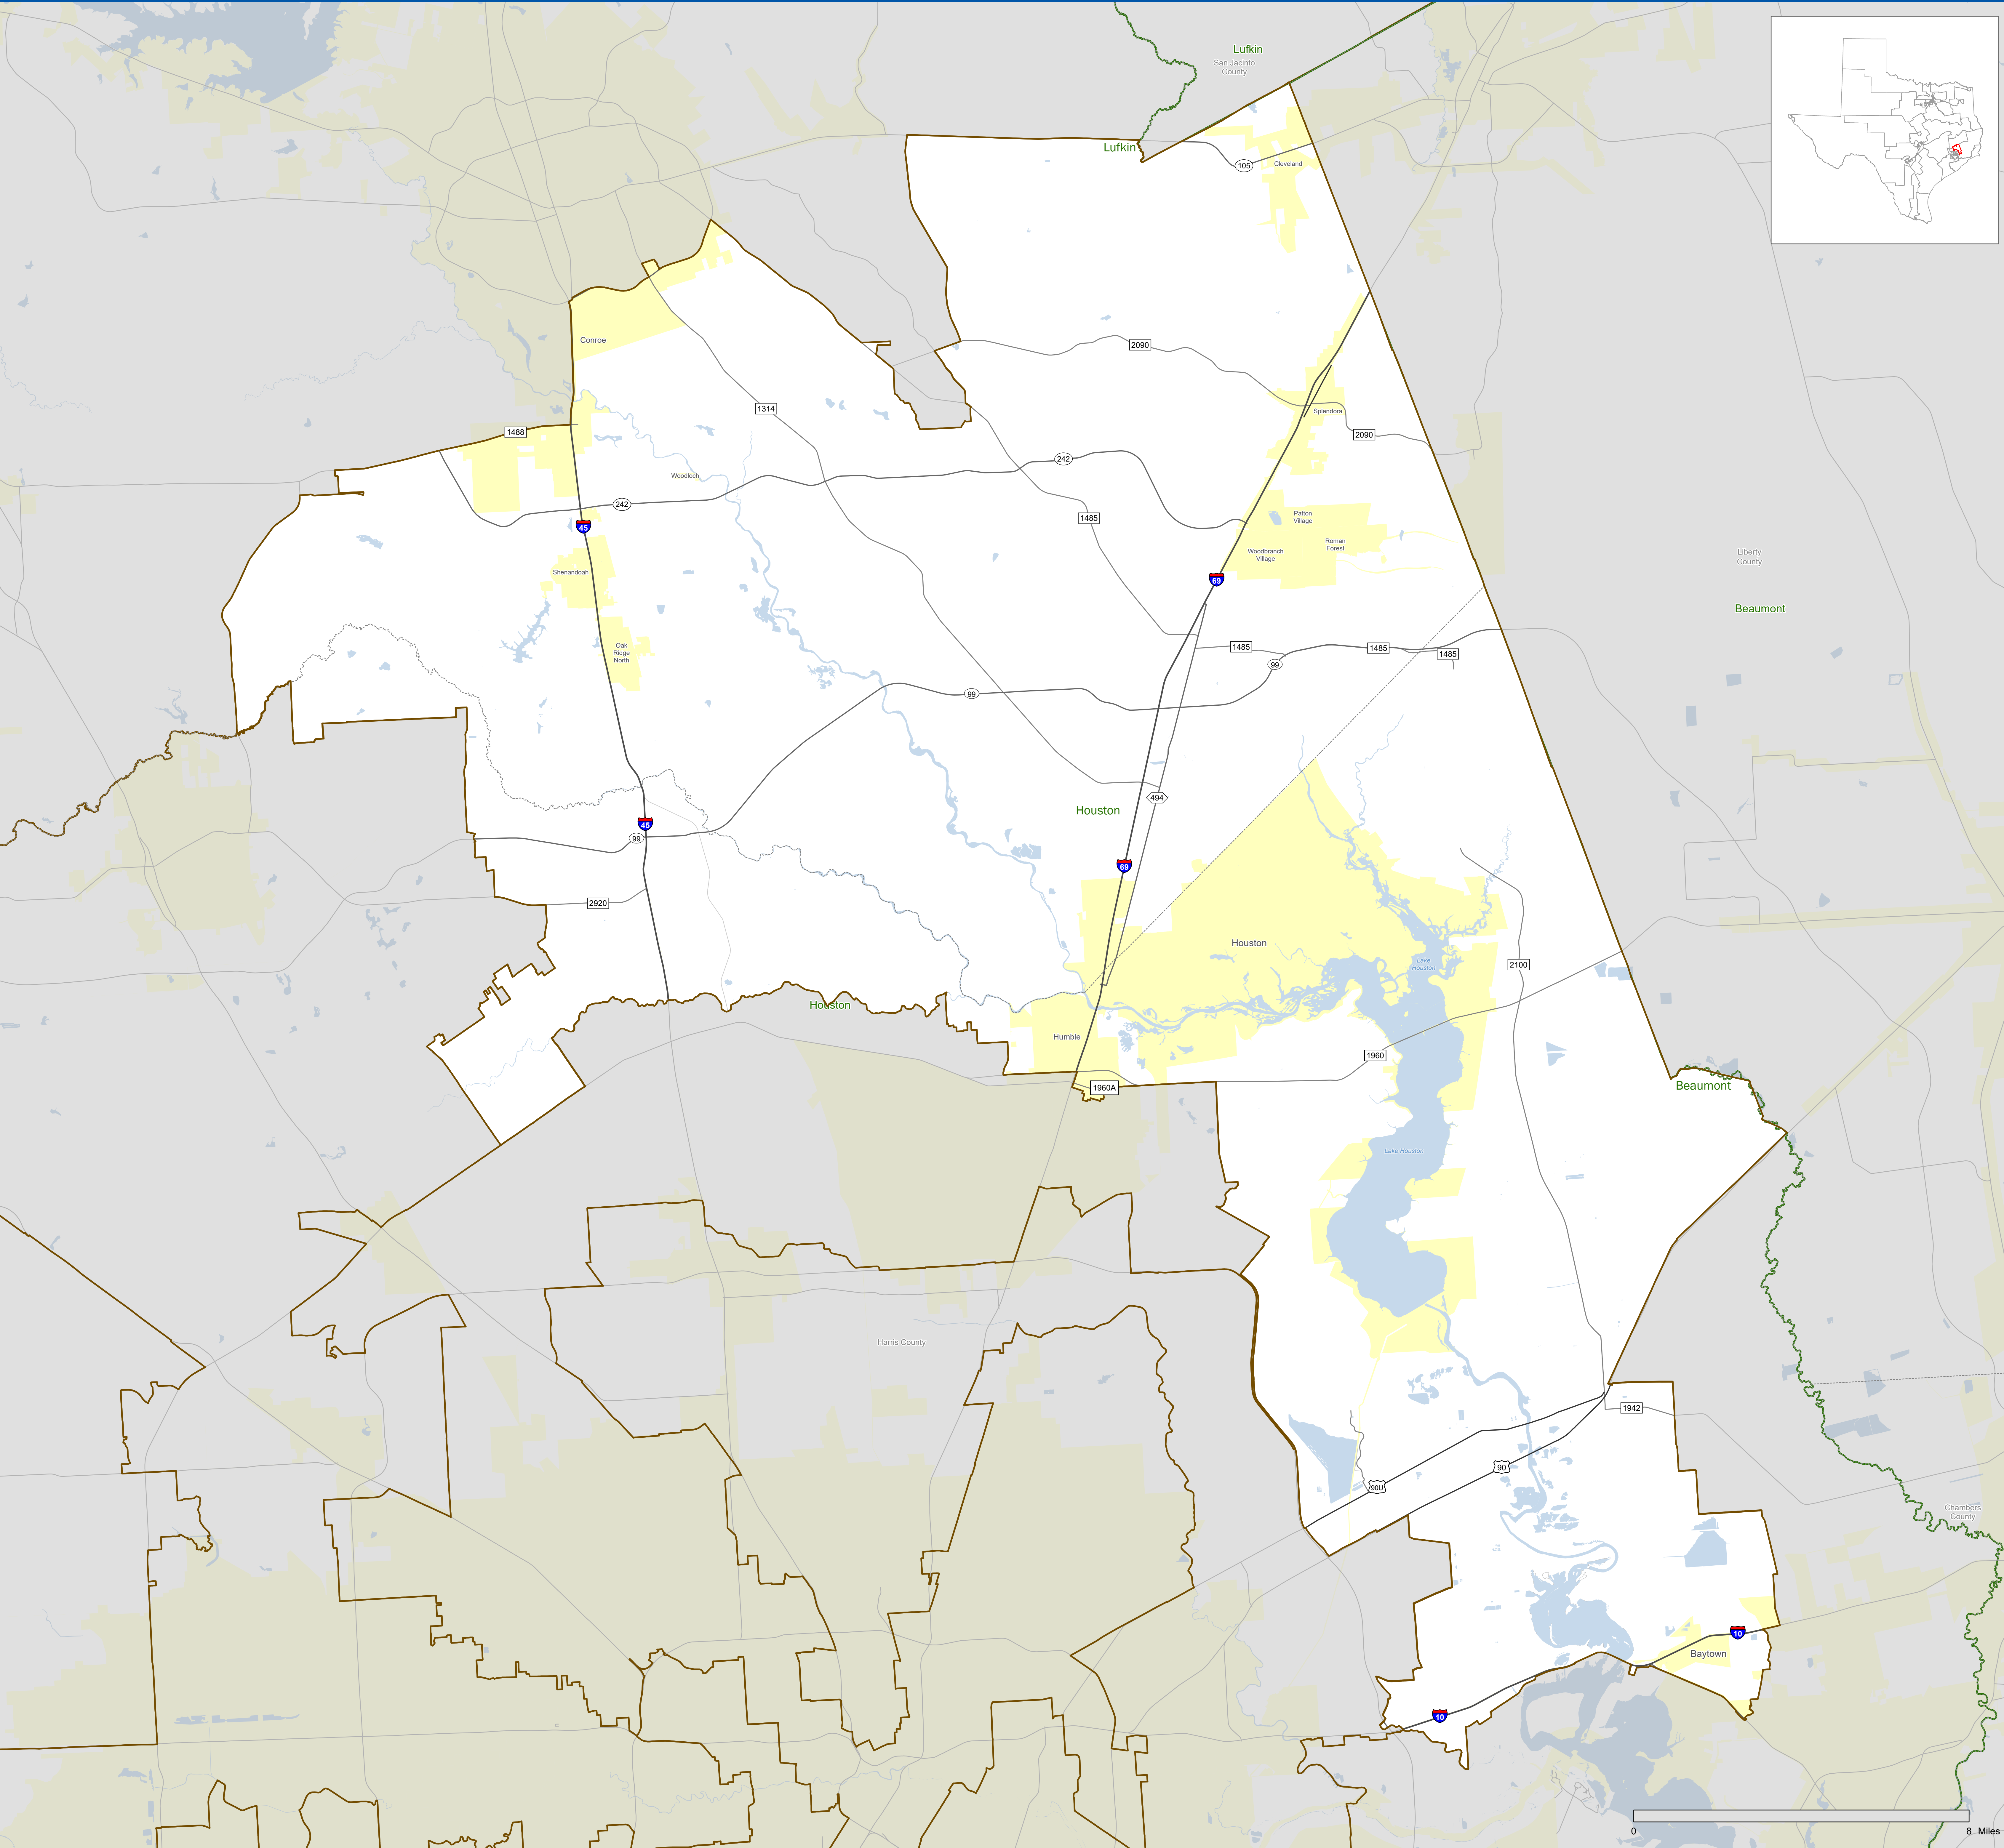 Lufkin
San Jacinto
County
Lufkin
105
Cleveland
Conroe
2090
1314
Splendora
1488
2090
242
Woodloch
242
1485
45
Patton
Village
Roman
Forest
Woodbranch
Village
Liberty
County
Shenandoah
69
Beaumont
Oak
Ridge
North
1485
1485
1485
99
99
494
Houston
45
99
69
2920
Houston
Lake
Houston
2100
Houston
Humble
1960
1960A
Beaumont
Lake Houston
Harris County
1942
90
90U
Chambers
County
10
Baytown
10
0
8 Miles